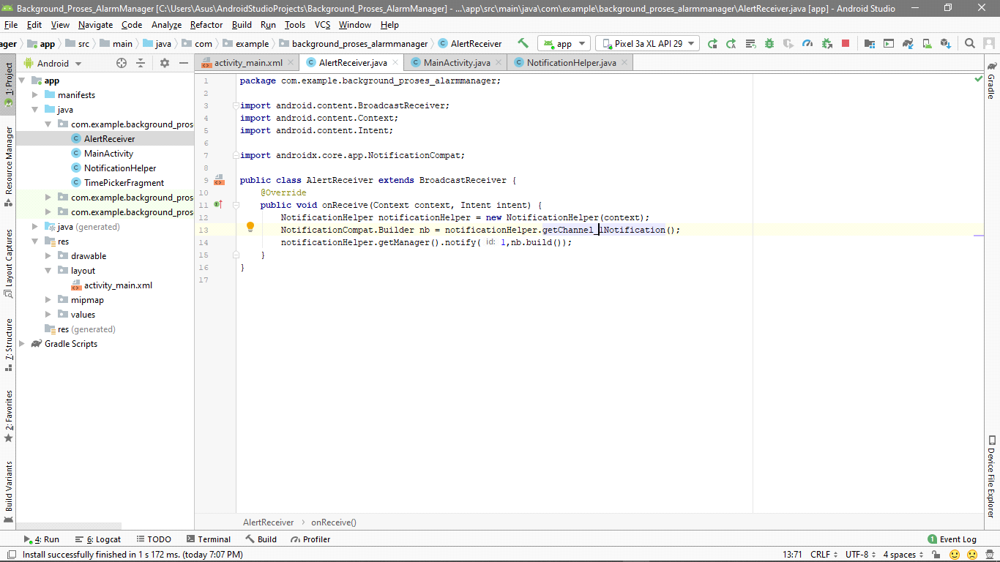 Background_Proses_AlarmManager [C:\Users\Asus\AndroidStudioProjects\Background_Proses_AlarmManager] - ...\app\src\main\java\com\example\background_proses_alarmmanager\AlertReceiver.java [app] - Android Studio
File Edit View Navigate Code Analyze Refactor Build Run Tools VCS Window Help
ager app src main java com example background_proses_alarmmanager AlertReceiver app Pixel 3a XL API 29
Android
activity_main.xml AlertReceiver.java MainActivity.java NotificationHelper.java
1: Project
Resource Manager
Layout Captures
7: Structure
2: Favorites
Build Variants
app
manifests
java
com.example.background_pros
AlertReceiver
MainActivity
NotificationHelper
TimePickerFragment
com.example.background_pros
com.example.background_pros
java (generated)
res
drawable
layout
activity_main.xml
mipmap
values
res (generated)
Gradle Scripts
1 package com.example.background_proses_alarmmanager;
2
3 import android.content.BroadcastReceiver;
4 import android.content.Context;
5 import android.content.Intent;
6
7 import androidx.core.app.NotificationCompat;
8
9 public class AlertReceiver extends BroadcastReceiver {
10 @Override
11 public void onReceive(Context context, Intent intent) {
12 NotificationHelper notificationHelper = new NotificationHelper(context);
13 NotificationCompat.Builder nb = notificationHelper.getChannel_1Notification();
14 notificationHelper.getManager().notify( id: 1,nb.build());
15 }
16 }
17
Gradle
Device File Explorer
AlertReceiver › onReceive()
4: Run 6: Logcat TODO Terminal Build Profiler 1 Event Log
Install successfully finished in 1 s 172 ms. (today 7:07 PM) 13:71 CRLF UTF-8 4 spaces